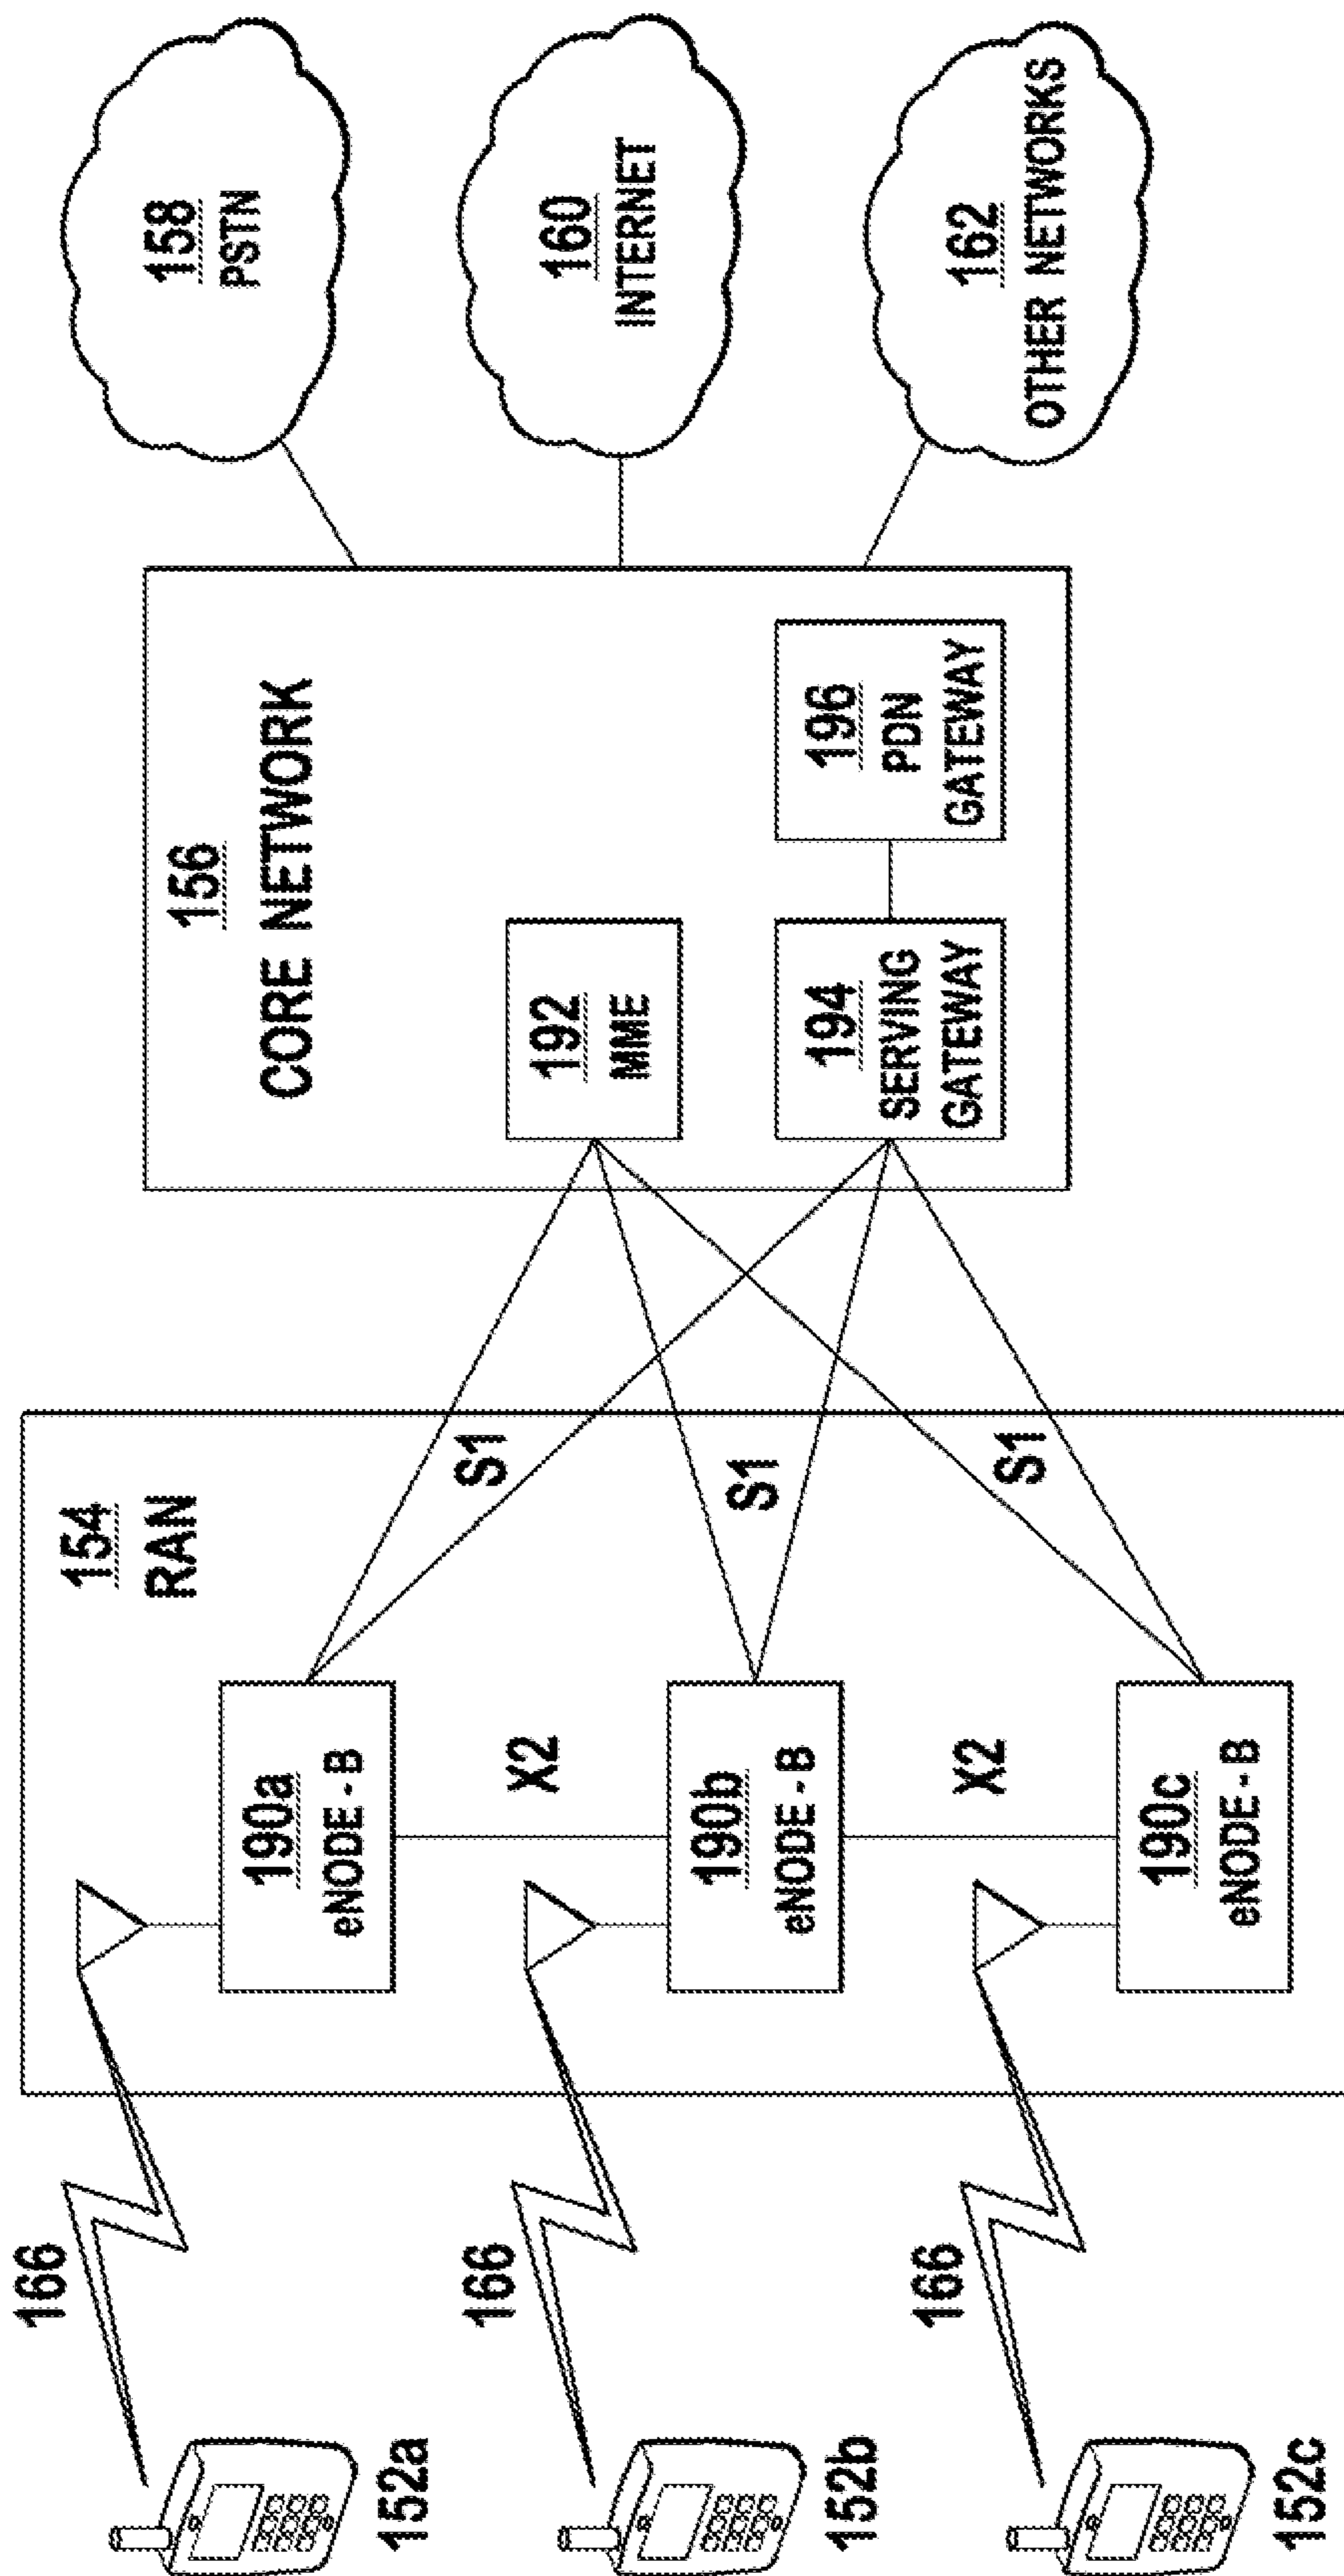 152a
166
152b
166
152c
166
154
RAN
190a
eNODE - B
X2
190b
eNODE - B
X2
190c
eNODE - B
S1
S1
S1
156
CORE NETWORK
192
MME
194
SERVING
GATEWAY
196
PDN
GATEWAY
158
PSTN
160
INTERNET
162
OTHER NETWORKS